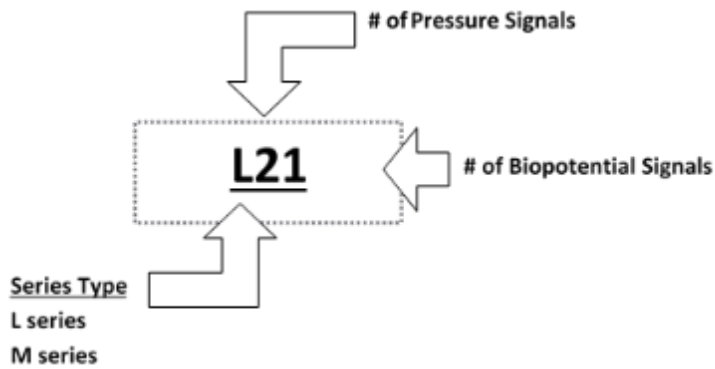 # of Pressure Signals
L21
# of Biopotential Signals
Series Type
L series
M series